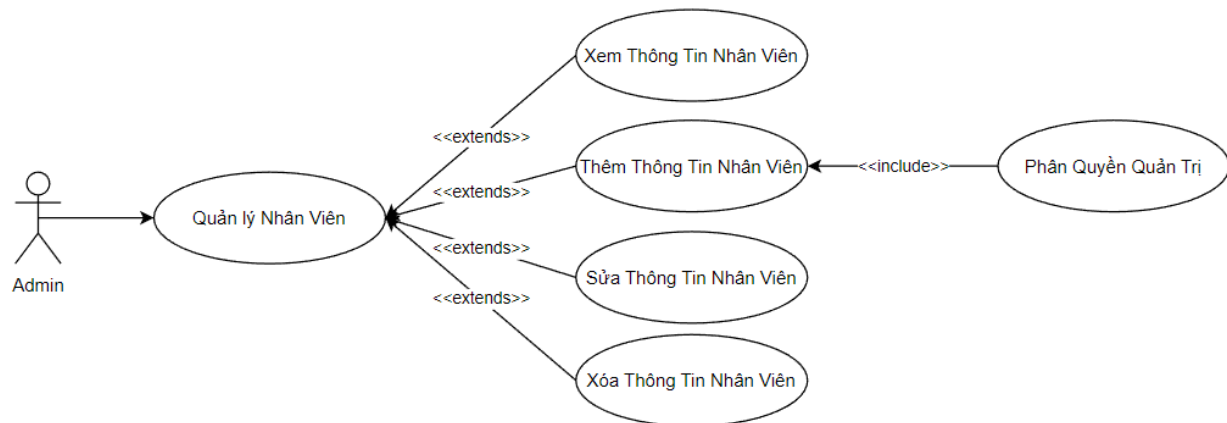 Xem Thông Tin Nhân Viên
<<extends>>
Thêm Thông Tin Nhân Viên
<<include>>
Phân Quyền Quản Trị
<<extends>>
Quản lý Nhân Viên
<<extends>>
Sửa Thông Tin Nhân Viên
Admin
<<extends>>
Xóa Thông Tin Nhân Viên